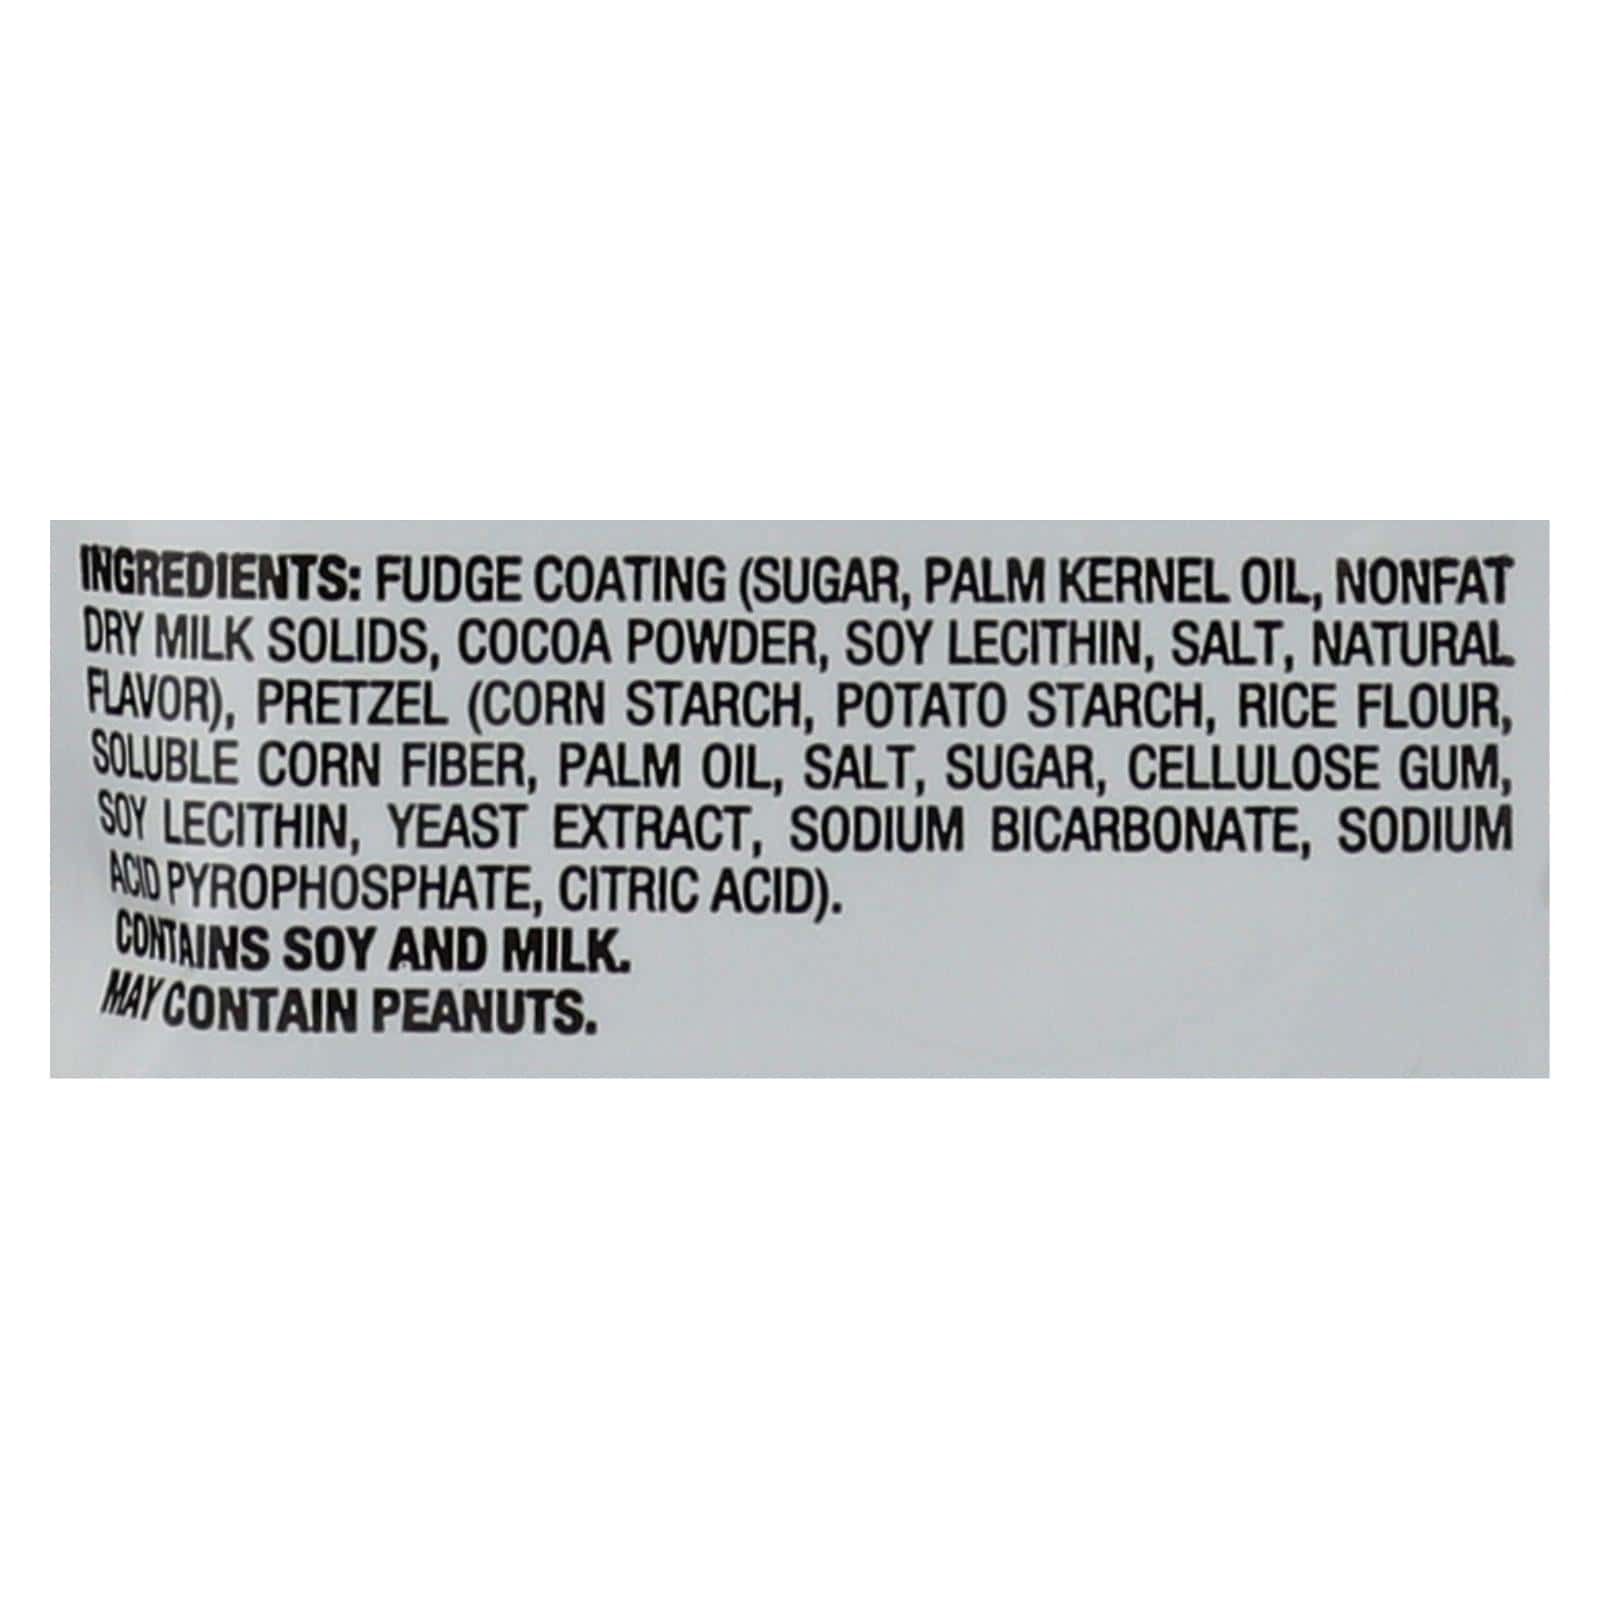 INGREDIENTS: FUDGE COATING (SUGAR, PALM KERNEL OIL, NONFAT
DRY MILK SOLIDS, COCOA POWDER, SOY LECITHIN, SALT, NATURAL
FLAVOR), PRETZEL (CORN STARCH, POTATO STARCH, RICE FLOUR,
SOLUBLE CORN FIBER, PALM OIL, SALT, SUGAR, CELLULOSE GUM,
SOY LECITHIN, YEAST EXTRACT, SODIUM BICARBONATE, SODIUM
ACID PYROPHOSPHATE, CITRIC ACID).
CONTAINS SOY AND MILK.
MAY CONTAIN PEANUTS.